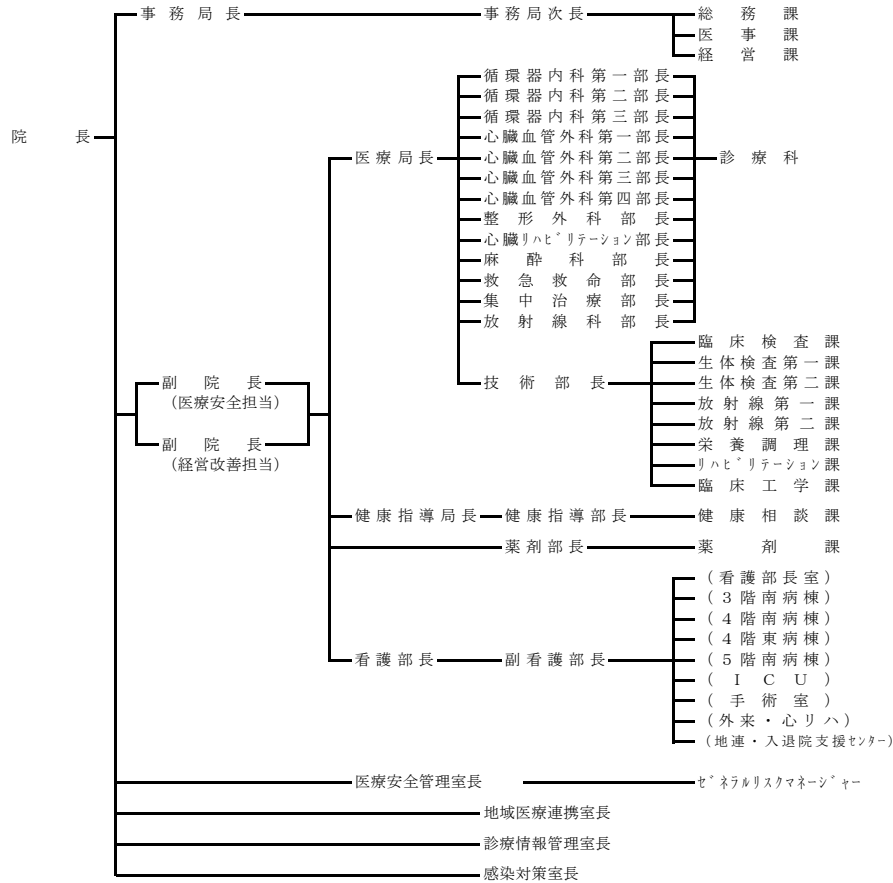 事務局長 事務局次長 総務課
医事課
経営課
循環器内科第一部長
循環器内科第二部長
循環器内科第三部長
院長 心臓血管外科第一部長
医療局長 心臓血管外科第二部長 診療科
心臓血管外科第三部長
心臓血管外科第四部長
整形外科部長
心臓ﾘﾊﾋﾞﾘﾃｰｼｮﾝ部長
麻酔科部長
救急救命部長
集中治療部長
放射線科部長
臨床検査課
生体検査第一課
副院長 技術部長 生体検査第二課
(医療安全担当) 放射線第一課
放射線第二課
副院長 栄養調理課
(経営改善担当) ﾘﾊﾋﾞﾘﾃｰｼｮﾝ課
臨床工学課
健康指導局長 健康指導部長 健康相談課
薬剤部長 薬剤課
(看護部長室)
(3階南病棟)
(4階南病棟)
(4階東病棟)
看護部長 副看護部長 (5階南病棟)
(ICU)
(手術室)
(外来・心リハ)
(地連・入退院支援ｾﾝﾀｰ)
医療安全管理室長 ｾﾞﾈﾗﾙﾘｽｸﾏﾈｰｼﾞｬｰ
地域医療連携室長
診療情報管理室長
感染対策室長